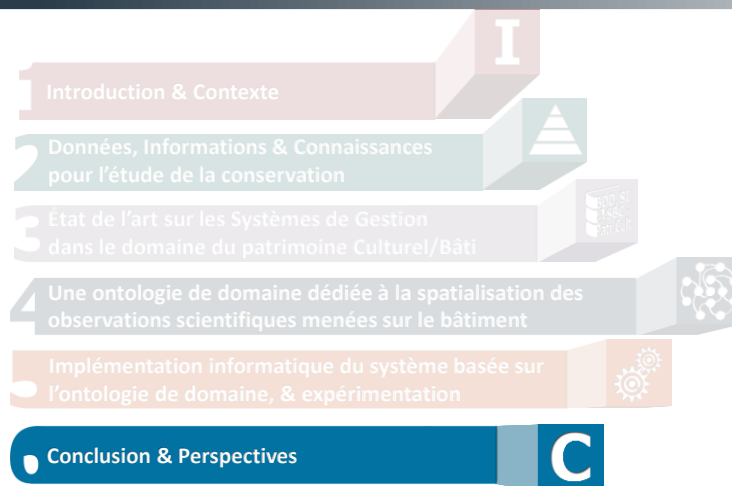 I
1 Introduction & Contexte
2 Données, Informations & Connaissances
pour l'étude de la conservation
3 État de l'art sur les Systèmes de Gestion
dans le domaine du patrimoine Culturel/Bâti
4 Une ontologie de domaine dédiée à la spatialisation des
observations scientifiques menées sur le bâtiment
Implémentation informatique du système basée sur
l'ontologie de domaine, & expérimentation
Conclusion & Perspectives
C